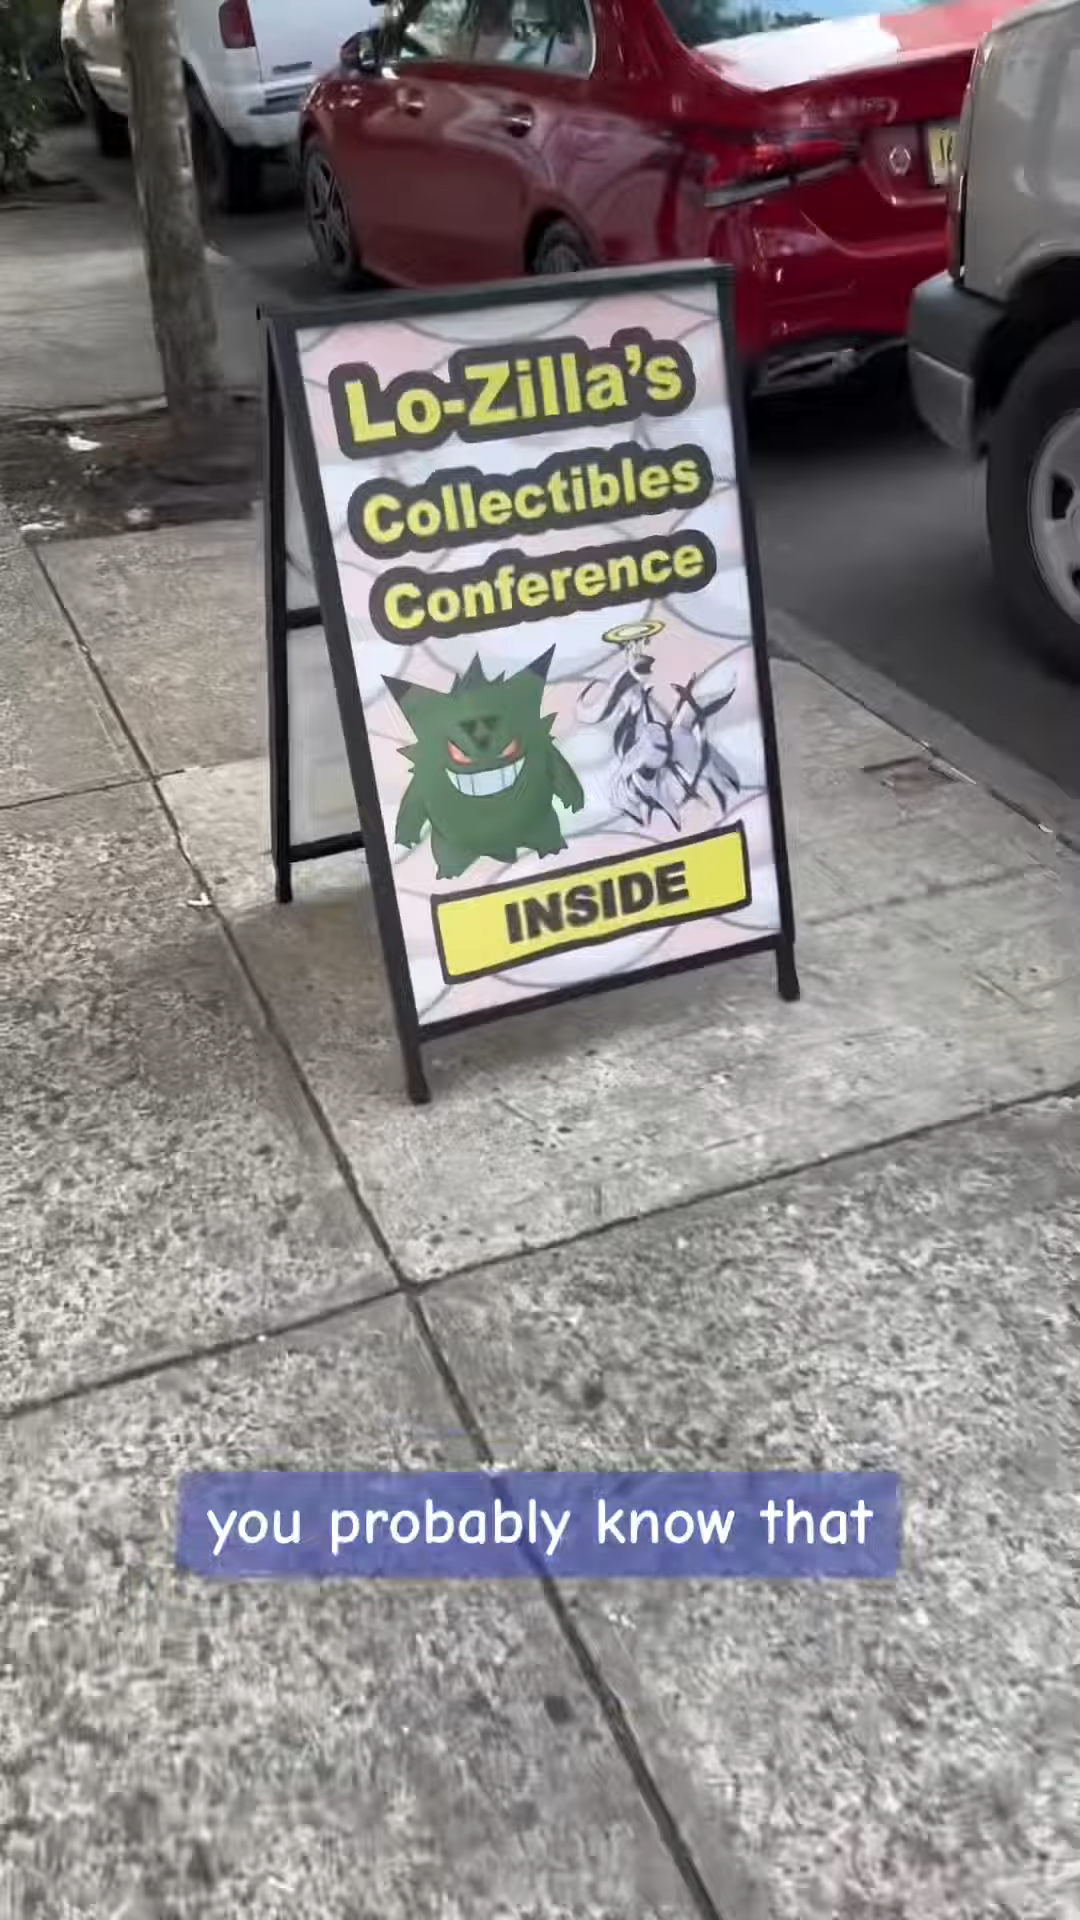 Lo-Zilla's
Collectibles
Conference
INSIDE
you probably know that